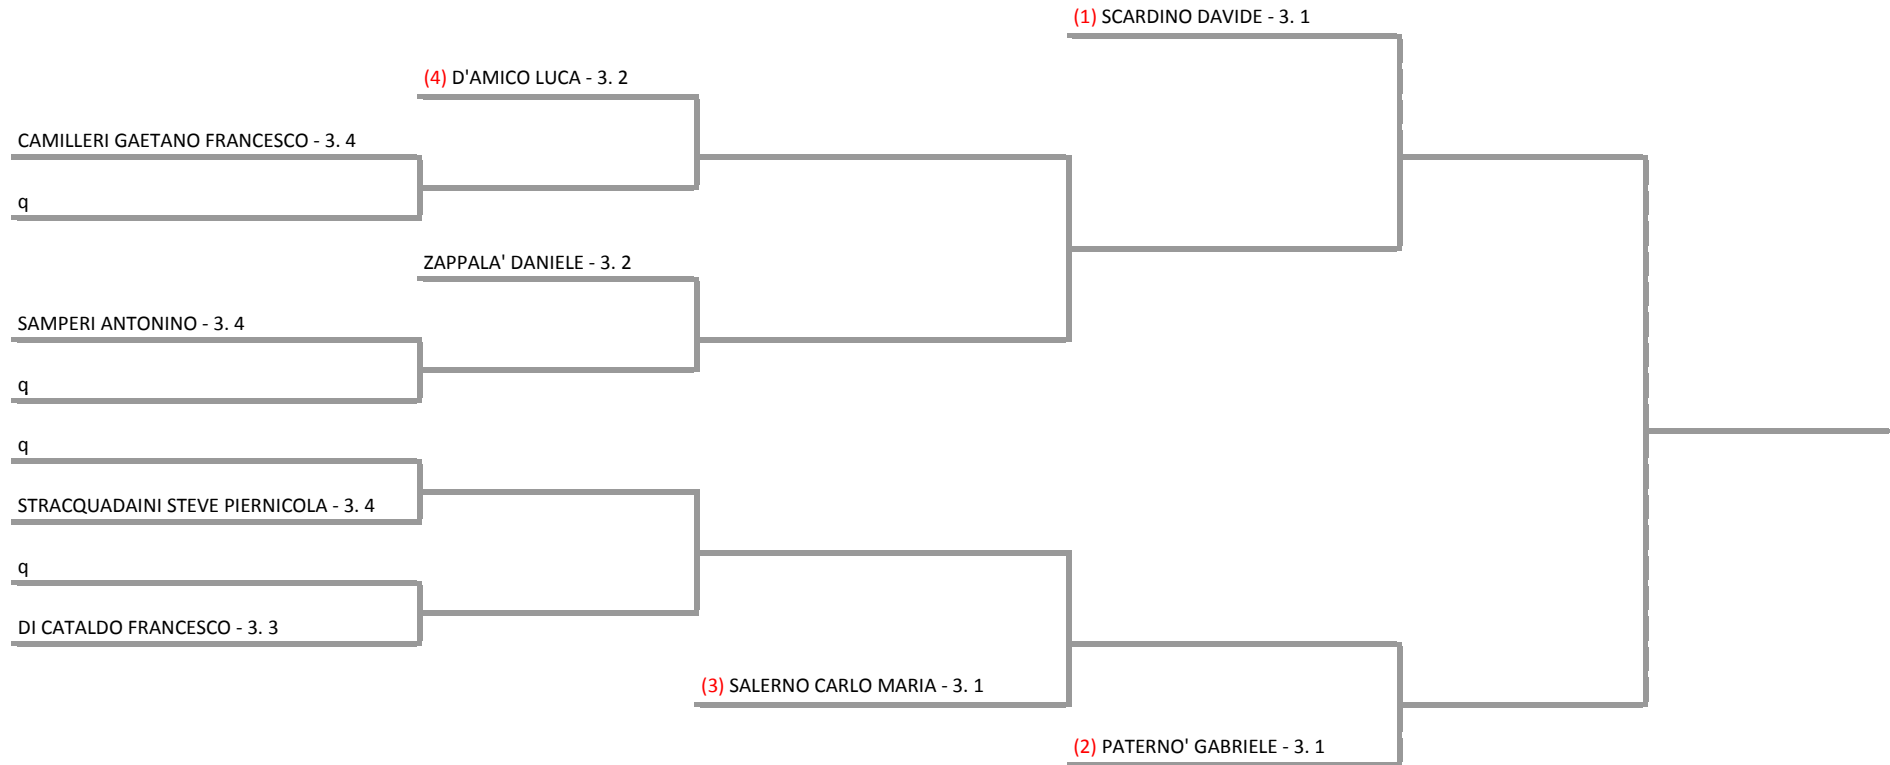 (1) SCARDINO DAVIDE - 3. 1
(4) D'AMICO LUCA - 3. 2
CAMILLERI GAETANO FRANCESCO - 3. 4
q
ZAPPALA' DANIELE - 3. 2
SAMPERI ANTONINO - 3. 4
q
q
STRACQUADAINI STEVE PIERNICOLA - 3. 4
q
DI CATALDO FRANCESCO - 3. 3
(3) SALERNO CARLO MARIA - 3. 1
(2) PATERNO' GABRIELE - 3. 1